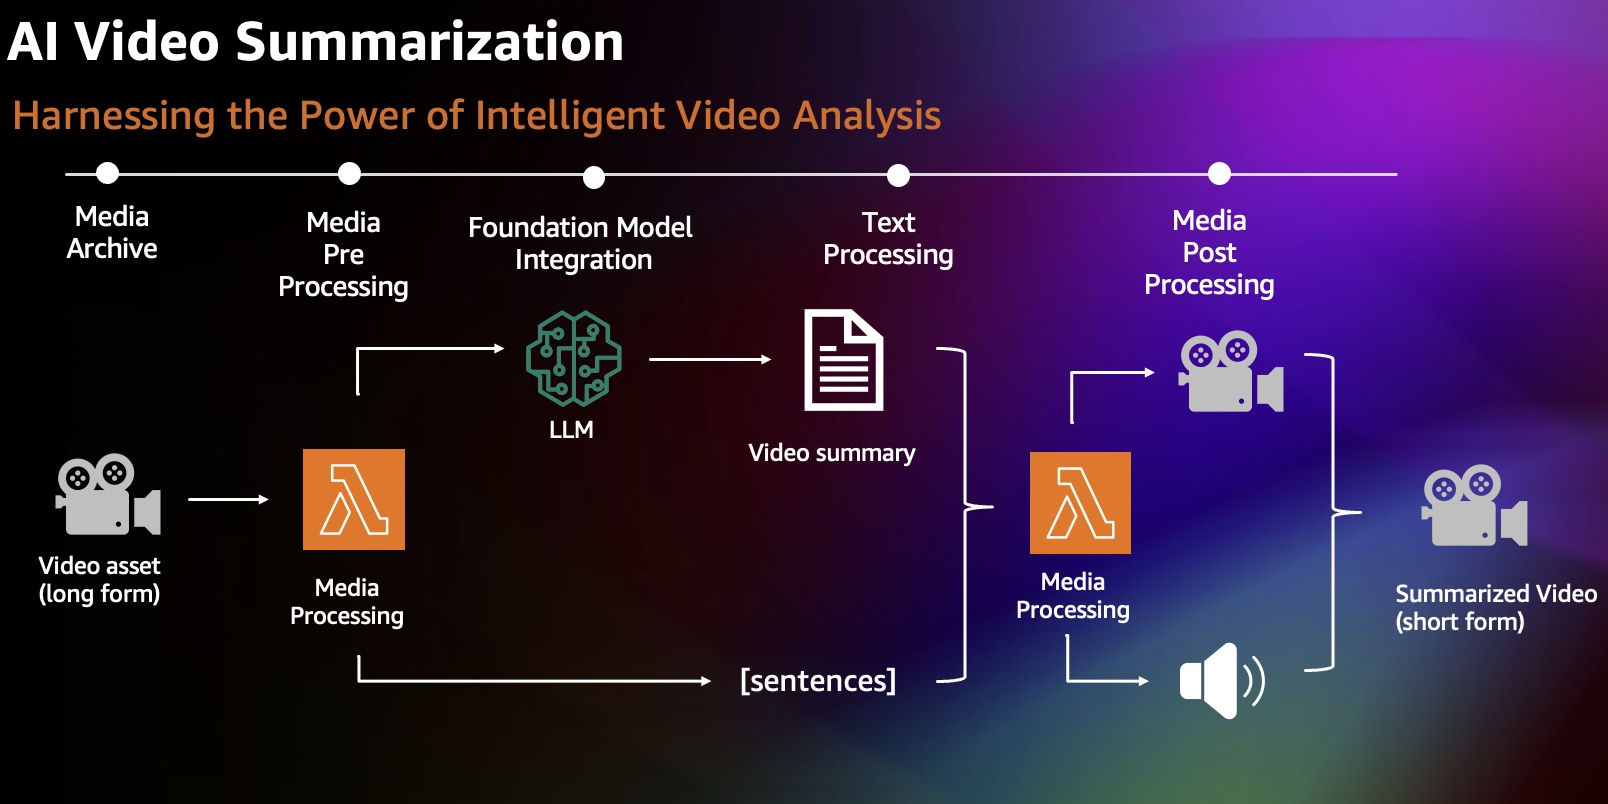 AI Video Summarization
Harnessing the Power of Intelligent Video Analysis
Media
Archive
Media
Pre
Processing
Foundation Model
Integration
Text
Processing
Media
Post
Processing
LLM
Video summary
Video asset
(long form)
Media
Processing
[sentences]
Media
Processing
Summarized Video
(short form)